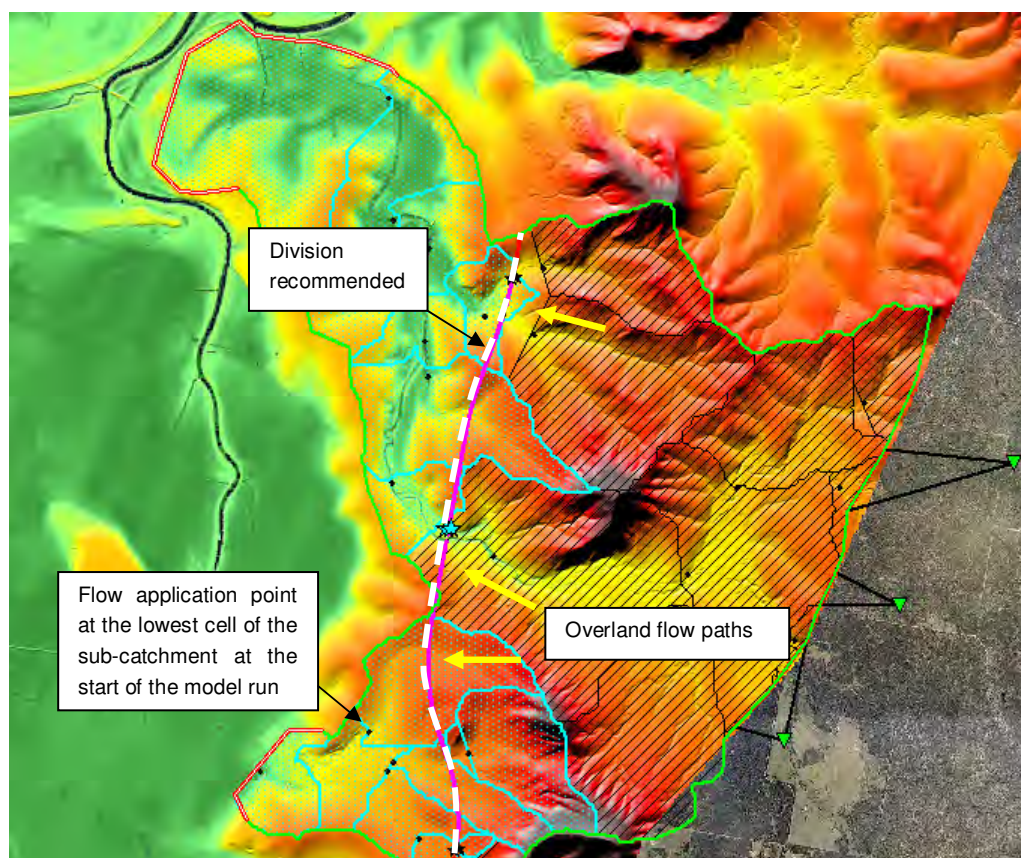 Division
recommended
Flow application point
at the lowest cell of the
sub-catchment at the
start of the model run
Overland flow paths